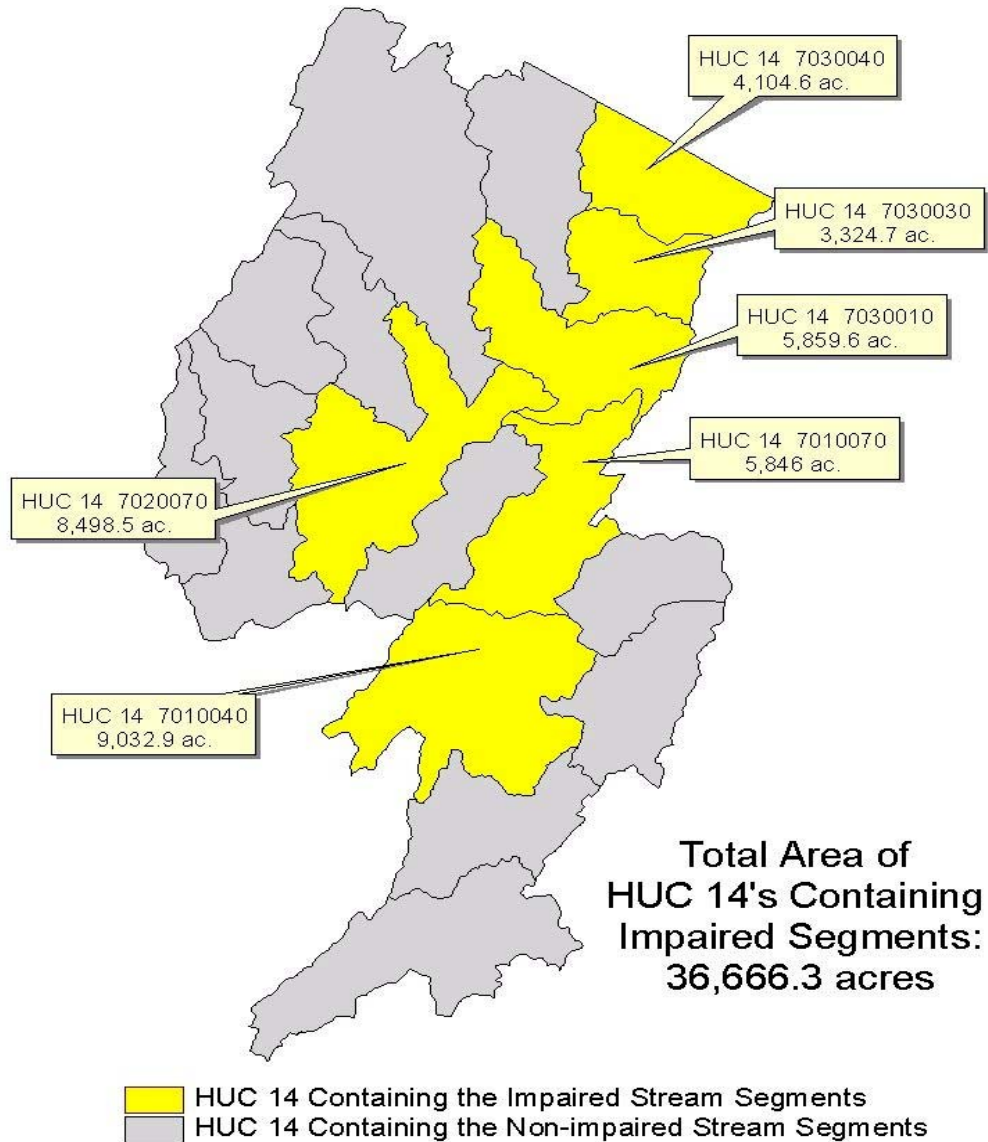 HUC 14 7030040
4,104.6 ac.
HUC 14 7030030
3,324.7 ac.
HUC 14 7030010
5,859.6 ac.
HUC 14 7010070
5,846 ac.
HUC 14 7020070
8,498.5 ac.
HUC 14 7010040
9,032.9 ac.
Total Area of
HUC 14's Containing
Impaired Segments:
36,666.3 acres
HUC 14 Containing the Impaired Stream Segments
HUC 14 Containing the Non-impaired Stream Segments